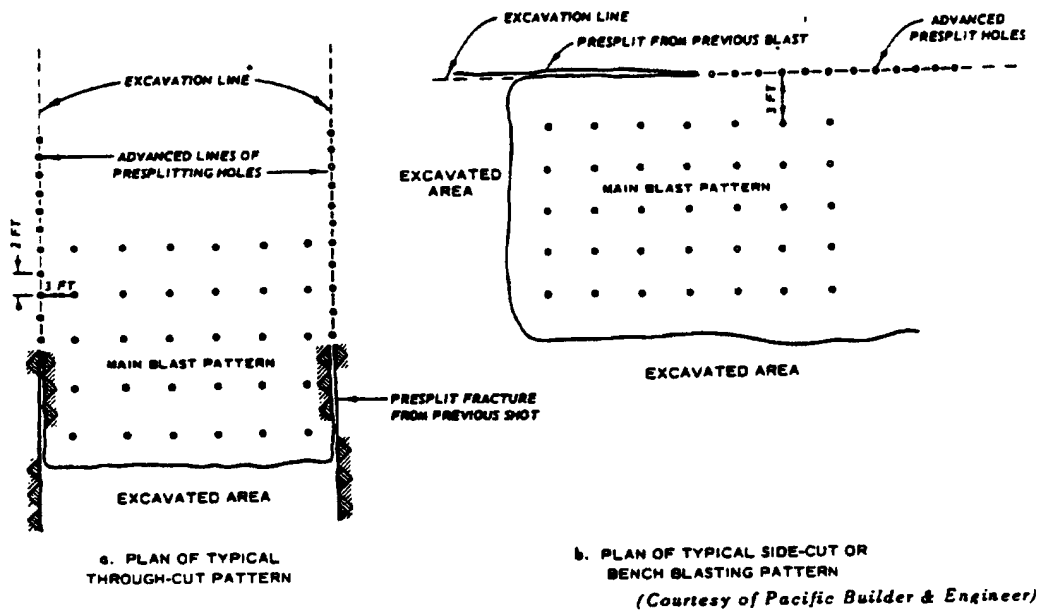 EXCAVATION LINE
ADVANCED LINES OF
PRESPLITTING HOLES
2 FT
3 FT
MAIN BLAST PATTERN
PRESPLIT FRACTURE
FROM PREVIOUS SHOT
EXCAVATED AREA
a. PLAN OF TYPICAL
THROUGH-CUT PATTERN
EXCAVATION LINE
PRESPLIT FROM PREVIOUS BLAST
ADVANCED
PRESPLIT HOLES
3 FT
EXCAVATED
AREA
MAIN BLAST PATTERN
EXCAVATED AREA
b. PLAN OF TYPICAL SIDE-CUT OR
BENCH BLASTING PATTERN
(Courtesy of Pacific Builder & Engineer)